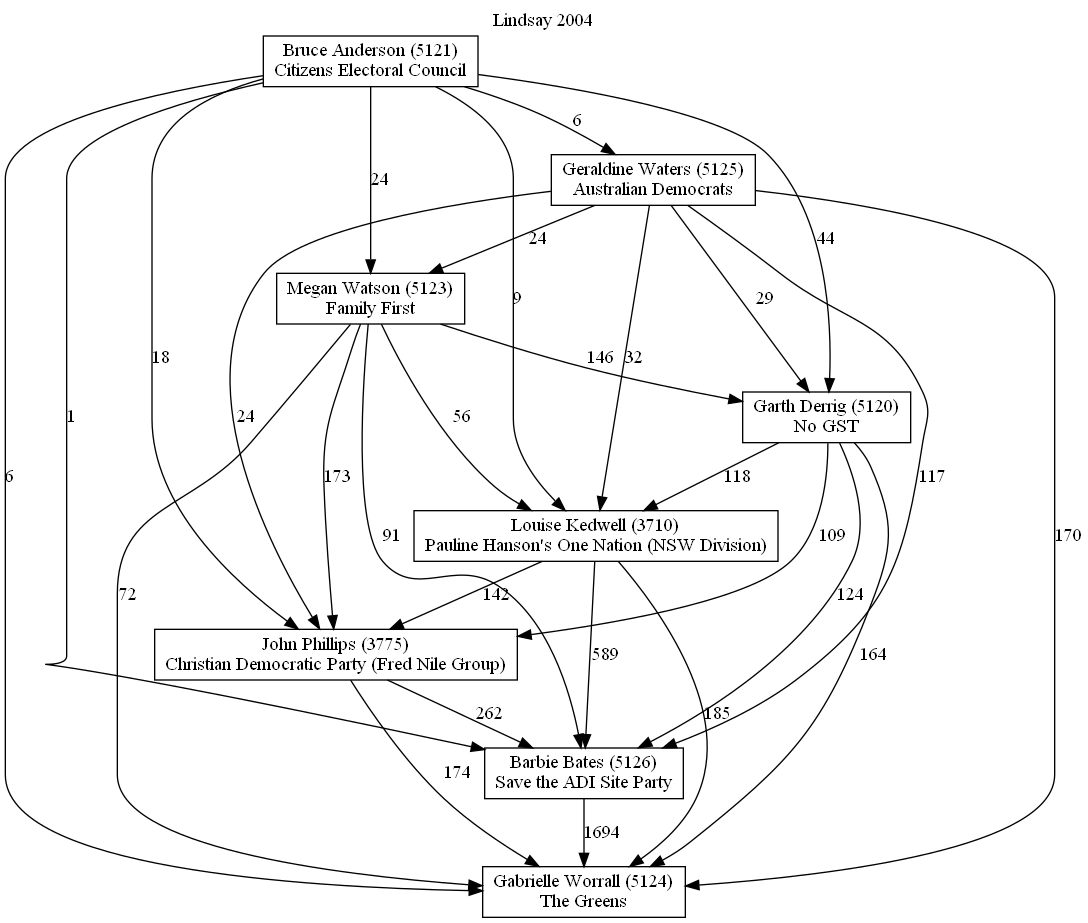 Lindsay 2004
Bruce Anderson (5121)
Citizens Electoral Council
6
Geraldine Waters (5125)
Australian Democrats
24
24
44
Megan Watson (5123)
Family First
9
29
18
146
32
Garth Derrig (5120)
No GST
1
24
56
6
173
118
117
Louise Kedwell (3710)
Pauline Hanson's One Nation (NSW Division)
91
109
170
72
142
124
John Phillips (3775)
Christian Democratic Party (Fred Nile Group)
589
164
262
185
Barbie Bates (5126)
Save the ADI Site Party
174
1694
Gabrielle Worrall (5124)
The Greens